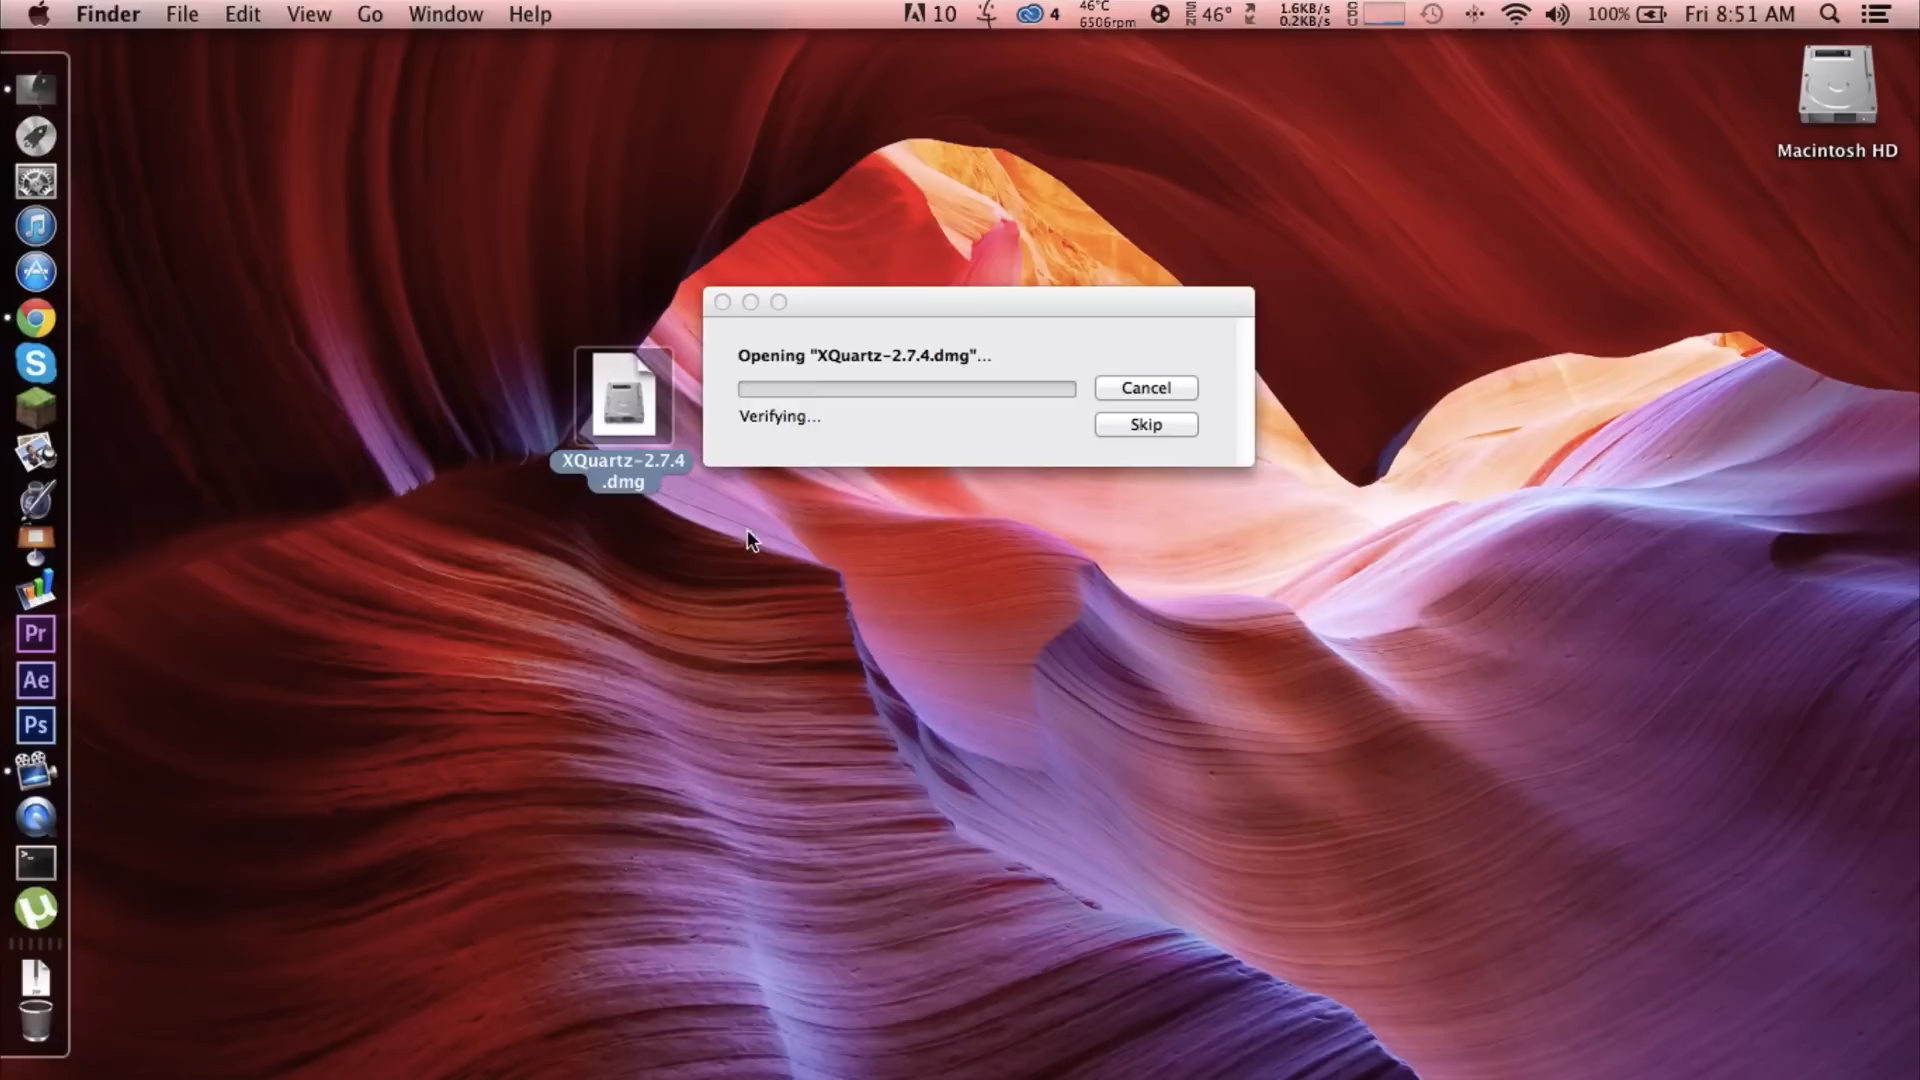 Finder File Edit View Go Window Help 10 4 46°C 6506rpm SEN 46° 1.6KB/s 0.2KB/s CPU 100% Fri 8:51 AM
Macintosh HD
Opening "XQuartz-2.7.4.dmg"...
Cancel
Verifying...
Skip
XQuartz-2.7.4
.dmg
S
Pr
Ae
Ps
>_
µ